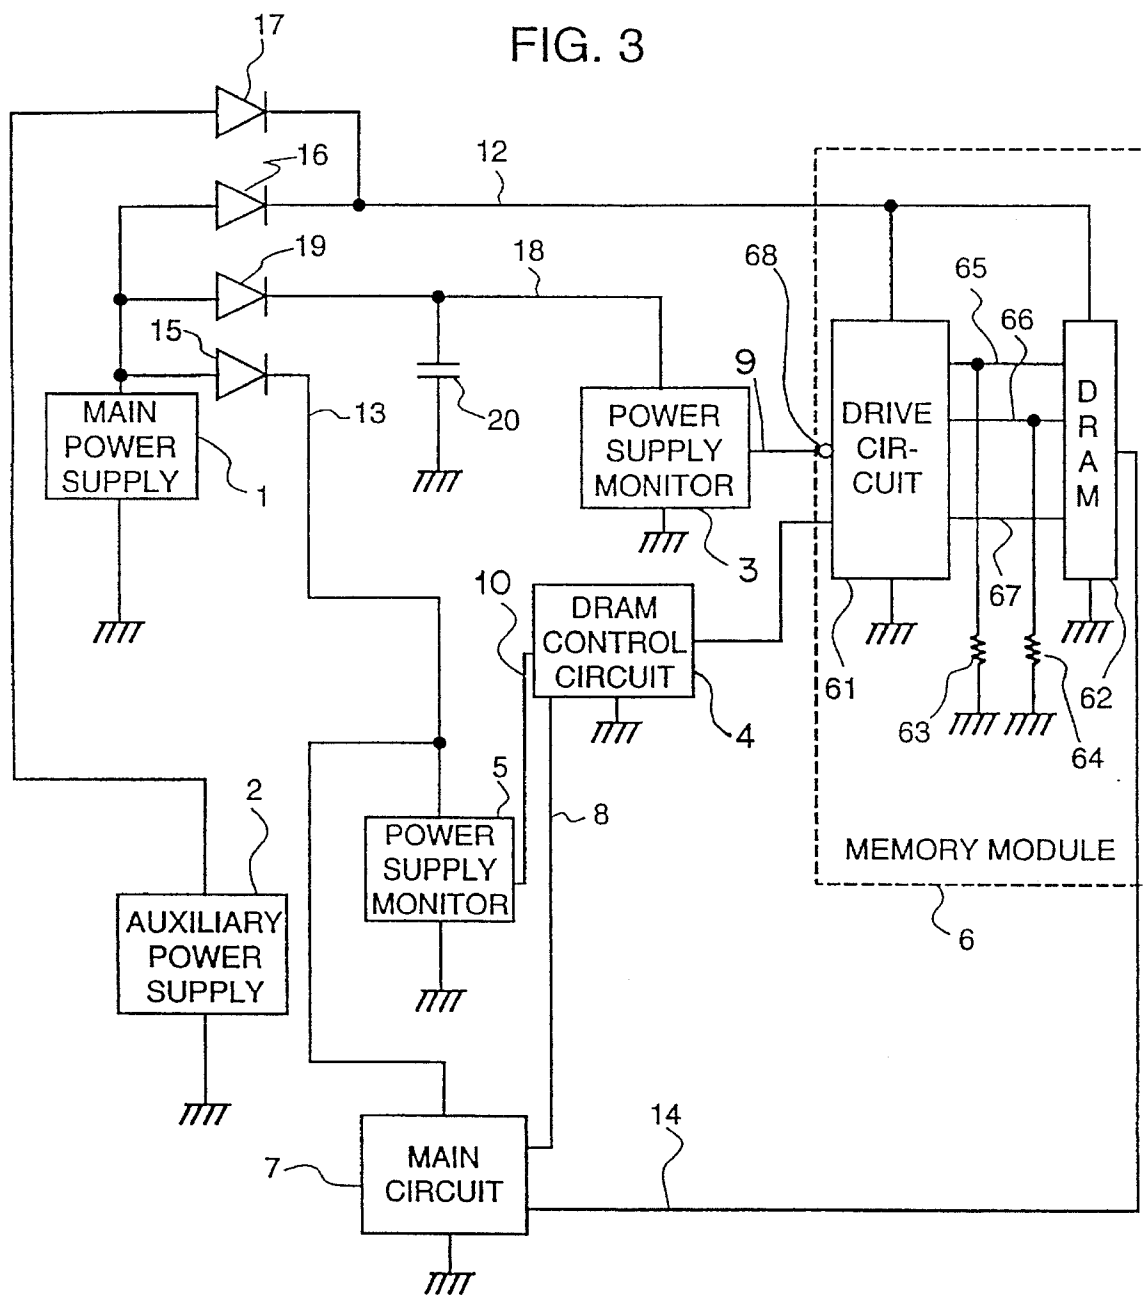 FIG. 3
17
16
12
19
18
68
65
66
15
13
20
9
MAIN
POWER
SUPPLY
1
POWER
SUPPLY
MONITOR
3
DRIVE
CIR-
CUIT
D
R
A
M
67
10
DRAM
CONTROL
CIRCUIT
4
61
63
64
62
5
8
2
POWER
SUPPLY
MONITOR
MEMORY MODULE
6
AUXILIARY
POWER
SUPPLY
14
7
MAIN
CIRCUIT